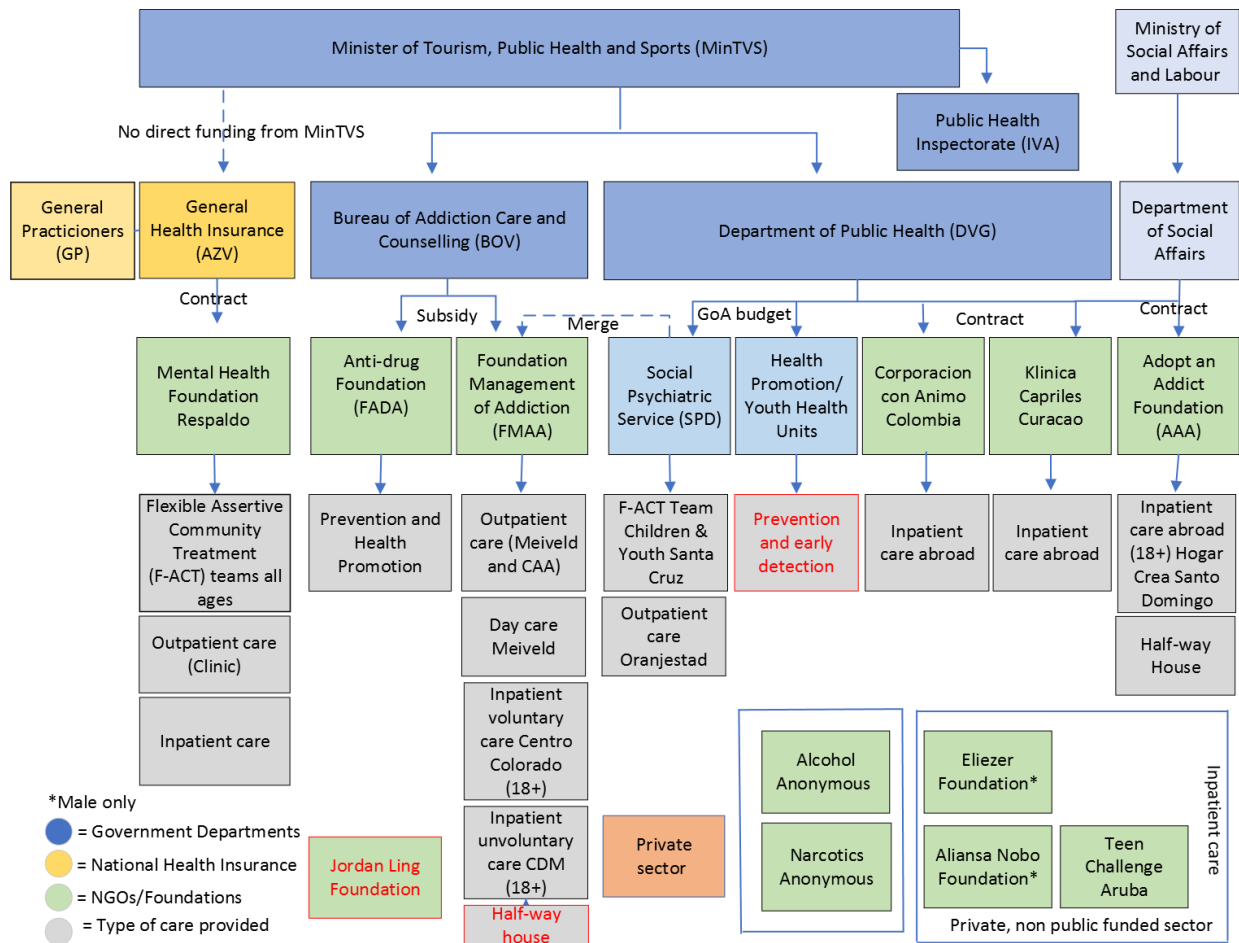 Minister of Tourism, Public Health and Sports (MinTVS)
Ministry of
Social Affairs
and Labour
No direct funding from MinTVS
Public Health
Inspectorate (IVA)
General
Practicioners
(GP)
General
Health Insurance
(AZV)
Bureau of Addiction Care and
Counselling (BOV)
Department of Public Health (DVG)
Department
of Social
Affairs
Contract
Subsidy
Merge
GoA budget
Contract
Contract
Mental Health
Foundation
Respaldo
Anti-drug
Foundation
(FADA)
Foundation
Management
of Addiction
(FMAA)
Social
Psychiatric
Service (SPD)
Health
Promotion/
Youth Health
Units
Corporacion
con Animo
Colombia
Klinica
Capriles
Curacao
Adopt an
Addict
Foundation
(AAA)
Flexible Assertive
Community
Treatment
(F-ACT) teams all
ages
Prevention and
Health
Promotion
Outpatient
care (Meiveld
and CAA)
F-ACT Team
Children &
Youth Santa
Cruz
Prevention
and early
detection
Inpatient
care abroad
Inpatient
care abroad
Inpatient
care abroad
(18+) Hogar
Crea Santo
Domingo
Outpatient care
(Clinic)
Day care
Meiveld
Outpatient
care
Oranjestad
Half-way
House
Inpatient care
Inpatient
voluntary
care Centro
Colorado
(18+)
Alcohol
Anonymous
Eliezer
Foundation*
Inpatient care
*Male only
= Government Departments
= National Health Insurance
= NGOs/Foundations
= Type of care provided
Jordan Ling
Foundation
Inpatient
unvoluntary
care CDM
(18+)
Half-way
house
Private
sector
Narcotics
Anonymous
Aliansa Nobo
Foundation*
Teen
Challenge
Aruba
Private, non public funded sector